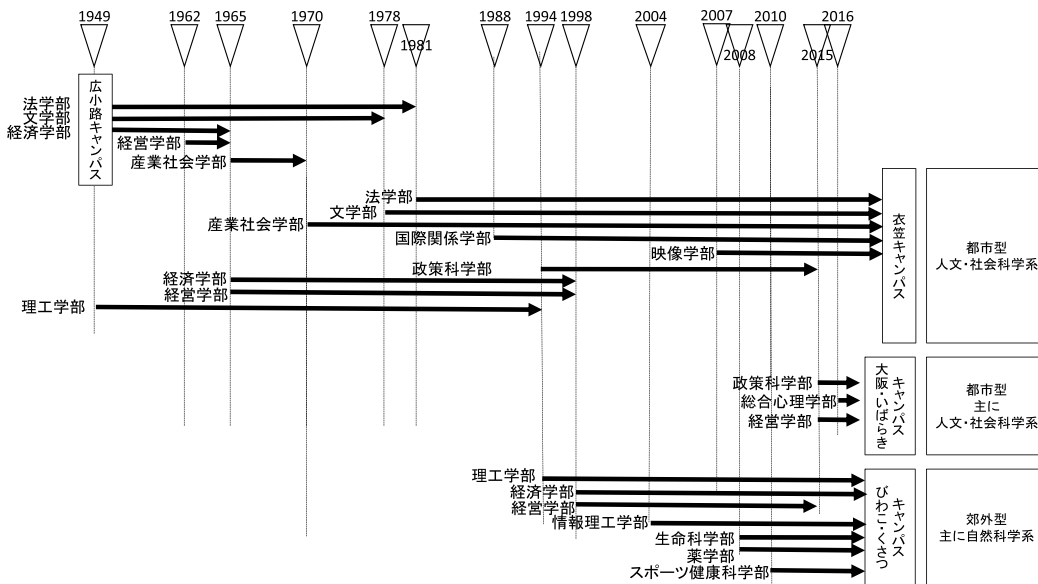 1949
1962
1965
1970
1978
1981
1988
1994
1998
2004
2007
2008
2010
2015
2016
広小路キャンパス
法学部
文学部
経済学部
経営学部
産業社会学部
法学部
文学部
産業社会学部
国際関係学部
映像学部
政策科学部
経済学部
経営学部
理工学部
衣笠キャンパス
都市型
人文・社会科学系
政策科学部
総合心理学部
経営学部
大阪・いばらき
キャンパス
都市型
主に
人文・社会科学系
理工学部
経済学部
経営学部
情報理工学部
生命科学部
薬学部
スポーツ健康科学部
びわこ・くさつ
キャンパス
郊外型
主に自然科学系